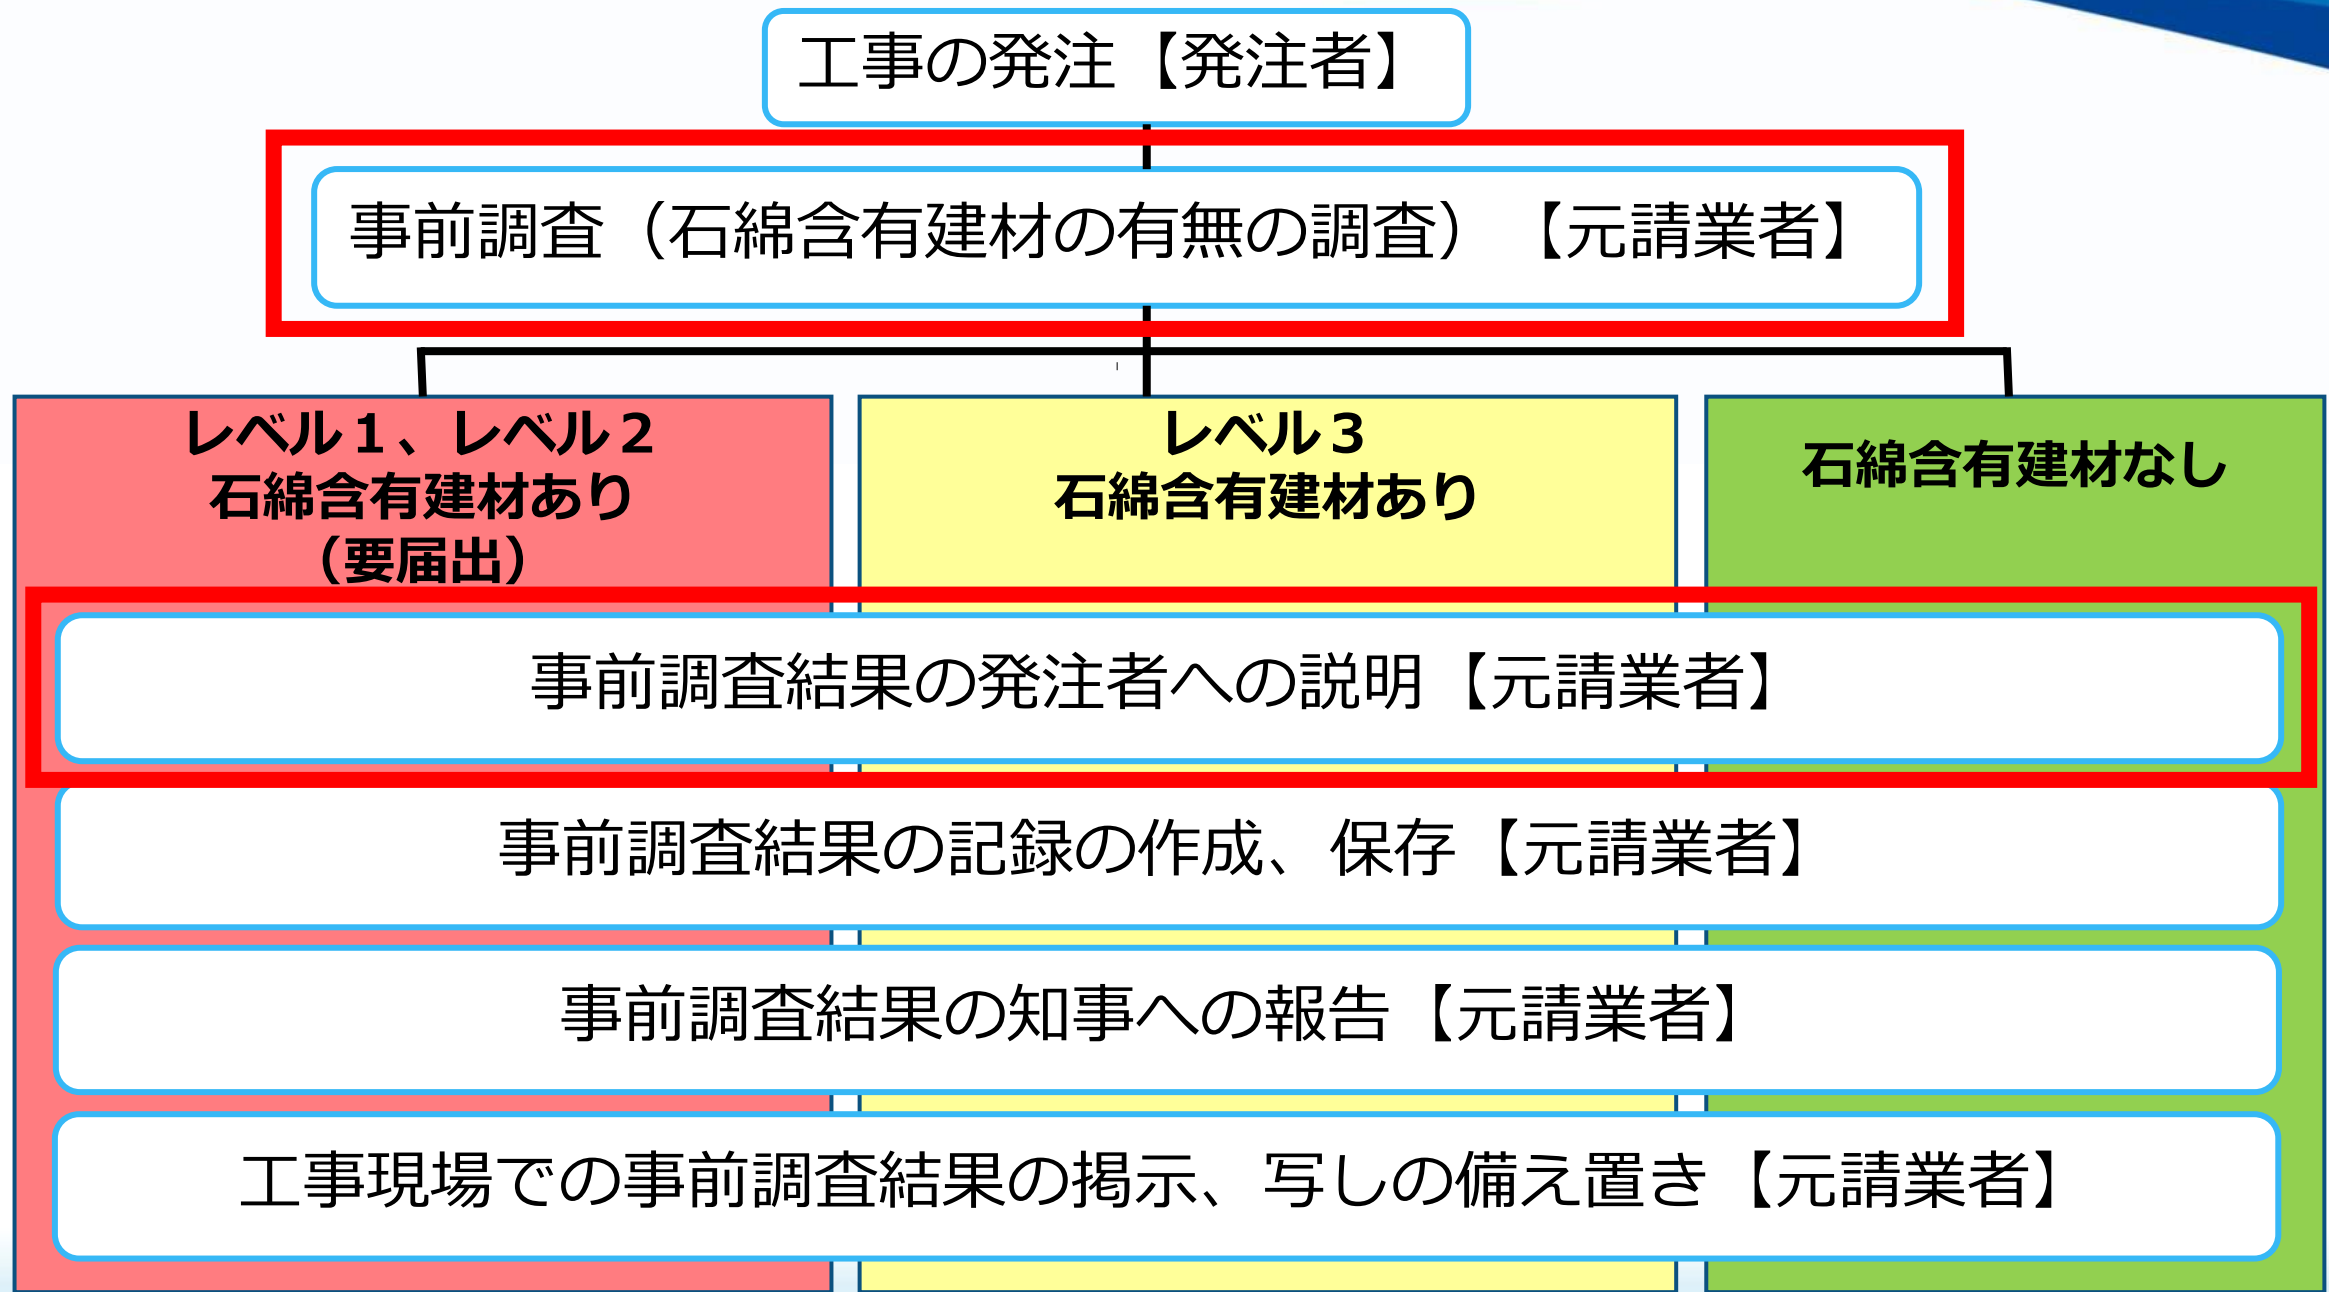 工事の発注【発注者】
事前調査（石綿含有建材の有無の調査）【元請業者】
レベル１、レベル２
石綿含有建材あり
（要届出）
レベル３
石綿含有建材あり
石綿含有建材なし
事前調査結果の発注者への説明【元請業者】
事前調査結果の記録の作成、保存【元請業者】
事前調査結果の知事への報告【元請業者】
工事現場での事前調査結果の掲示、写しの備え置き【元請業者】